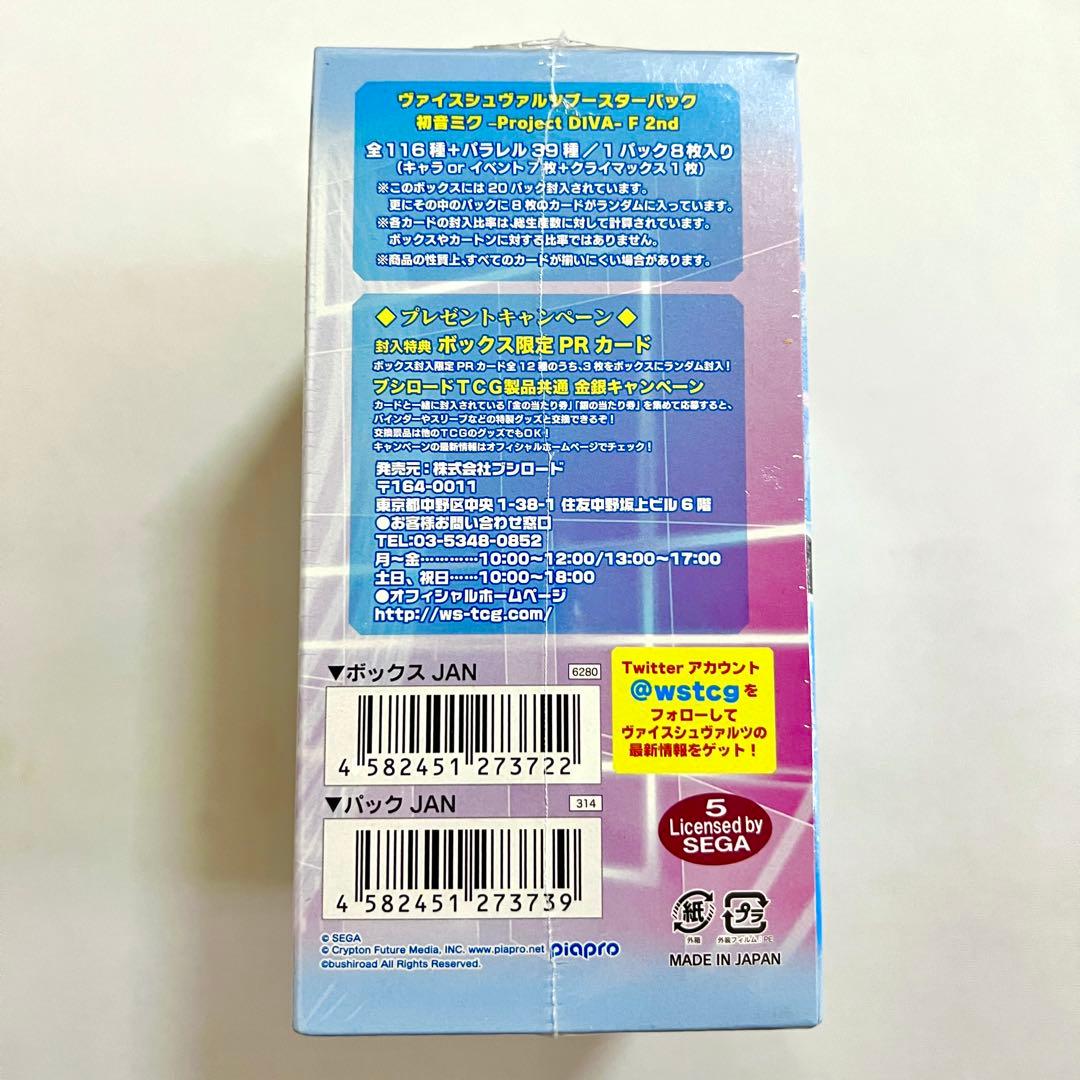 ヴァイスシュヴァルツブースターパック
初音ミク -Project DIVA- F 2nd
全116種+パラレル39種/1パック8枚入り
(キャラorイベント7枚+クライマックス1枚)
※このボックスには20パック封入されています。
更にその中のパックに8枚のカードがランダムに入っています。
※各カードの封入比率は、総生産数に対して計算されています。
ボックスやカートンに対する比率ではありません。
※商品の性質上、すべてのカードが揃いにくい場合があります。
◆プレゼントキャンペーン◆
封入特典 ボックス限定PRカード
ボックス封入限定PRカード全12種のうち、3枚をボックスにランダム封入!
ブシロードTCG製品共通 金銀キャンペーン
カードと一緒に封入されている「金の当たり券」「銀の当たり券」を集めて応募すると、
バインダーやスリーブなどの特製グッズと交換できるぞ!
交換景品は他のTCGのグッズでもOK!
キャンペーンの最新情報はオフィシャルホームページでチェック!
発売元:株式会社ブシロード
〒164-0011
東京都中野区中央1-38-1 住友中野坂上ビル6階
●お客様お問い合わせ窓口
TEL:03-5348-0852
月~金…………10:00~12:00/13:00~17:00
土日、祝日……10:00~18:00
●オフィシャルホームページ
http://ws-tcg.com/
▼ボックス JAN 6280
4 582451 273722
▼パック JAN 314
4 582451 273739
Twitter アカウント
@wstcgを
フォローして
ヴァイスシュヴァルツの
最新情報をゲット!
5
Licensed by
SEGA
紙 プラ
外箱 外装フィルム:PE
MADE IN JAPAN
© SEGA
© Crypton Future Media, INC. www.piapro.net piapro
©bushiroad All Rights Reserved.